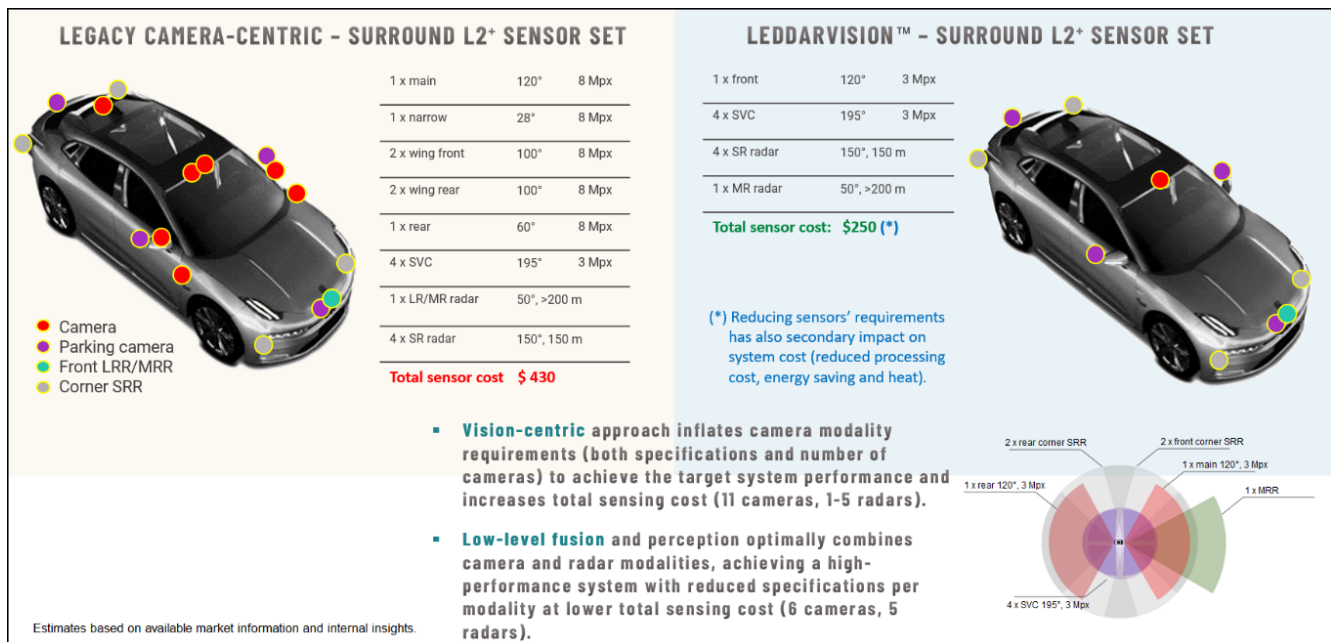 LEGACY CAMERA-CENTRIC – SURROUND L2⁺ SENSOR SET
1 x main 120° 8 Mpx
1 x narrow 28° 8 Mpx
2 x wing front 100° 8 Mpx
2 x wing rear 100° 8 Mpx
1 x rear 60° 8 Mpx
4 x SVC 195° 3 Mpx
1 x LR/MR radar 50°, >200 m
4 x SR radar 150°, 150 m
Total sensor cost $ 430
Camera
Parking camera
Front LRR/MRR
Corner SRR
LEDDARVISION™ – SURROUND L2⁺ SENSOR SET
1 x front 120° 3 Mpx
4 x SVC 195° 3 Mpx
4 x SR radar 150°, 150 m
1 x MR radar 50°, >200 m
Total sensor cost: $250 (*)
(*) Reducing sensors' requirements
has also secondary impact on
system cost (reduced processing
cost, energy saving and heat).
▪ Vision-centric approach inflates camera modality
requirements (both specifications and number of
cameras) to achieve the target system performance and
increases total sensing cost (11 cameras, 1-5 radars).
▪ Low-level fusion and perception optimally combines
camera and radar modalities, achieving a high-
performance system with reduced specifications per
modality at lower total sensing cost (6 cameras, 5
radars).
2 x rear corner SRR
2 x front corner SRR
1 x main 120°, 3 Mpx
1 x rear 120°, 3 Mpx
1 x MRR
4 x SVC 195°, 3 Mpx
Estimates based on available market information and internal insights.